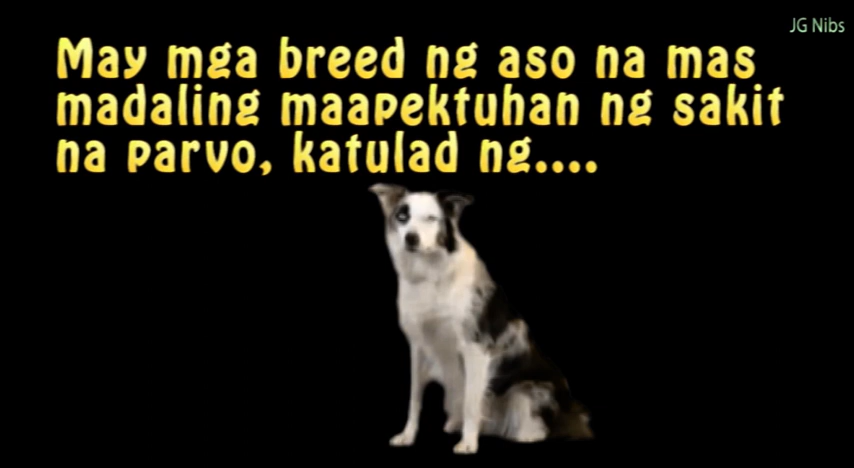 JG Nibs
May mga breed ng aso na mas
madaling maapektuhan ng sakit
na parvo, katulad ng....